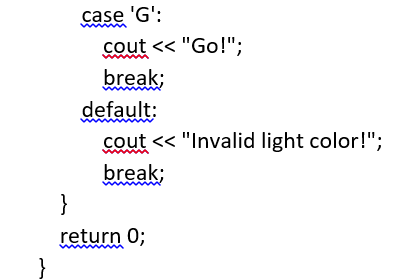 case 'G':
cout << "Go!";
break;
default:
cout << "Invalid light color!";
break;
}
return 0;
}